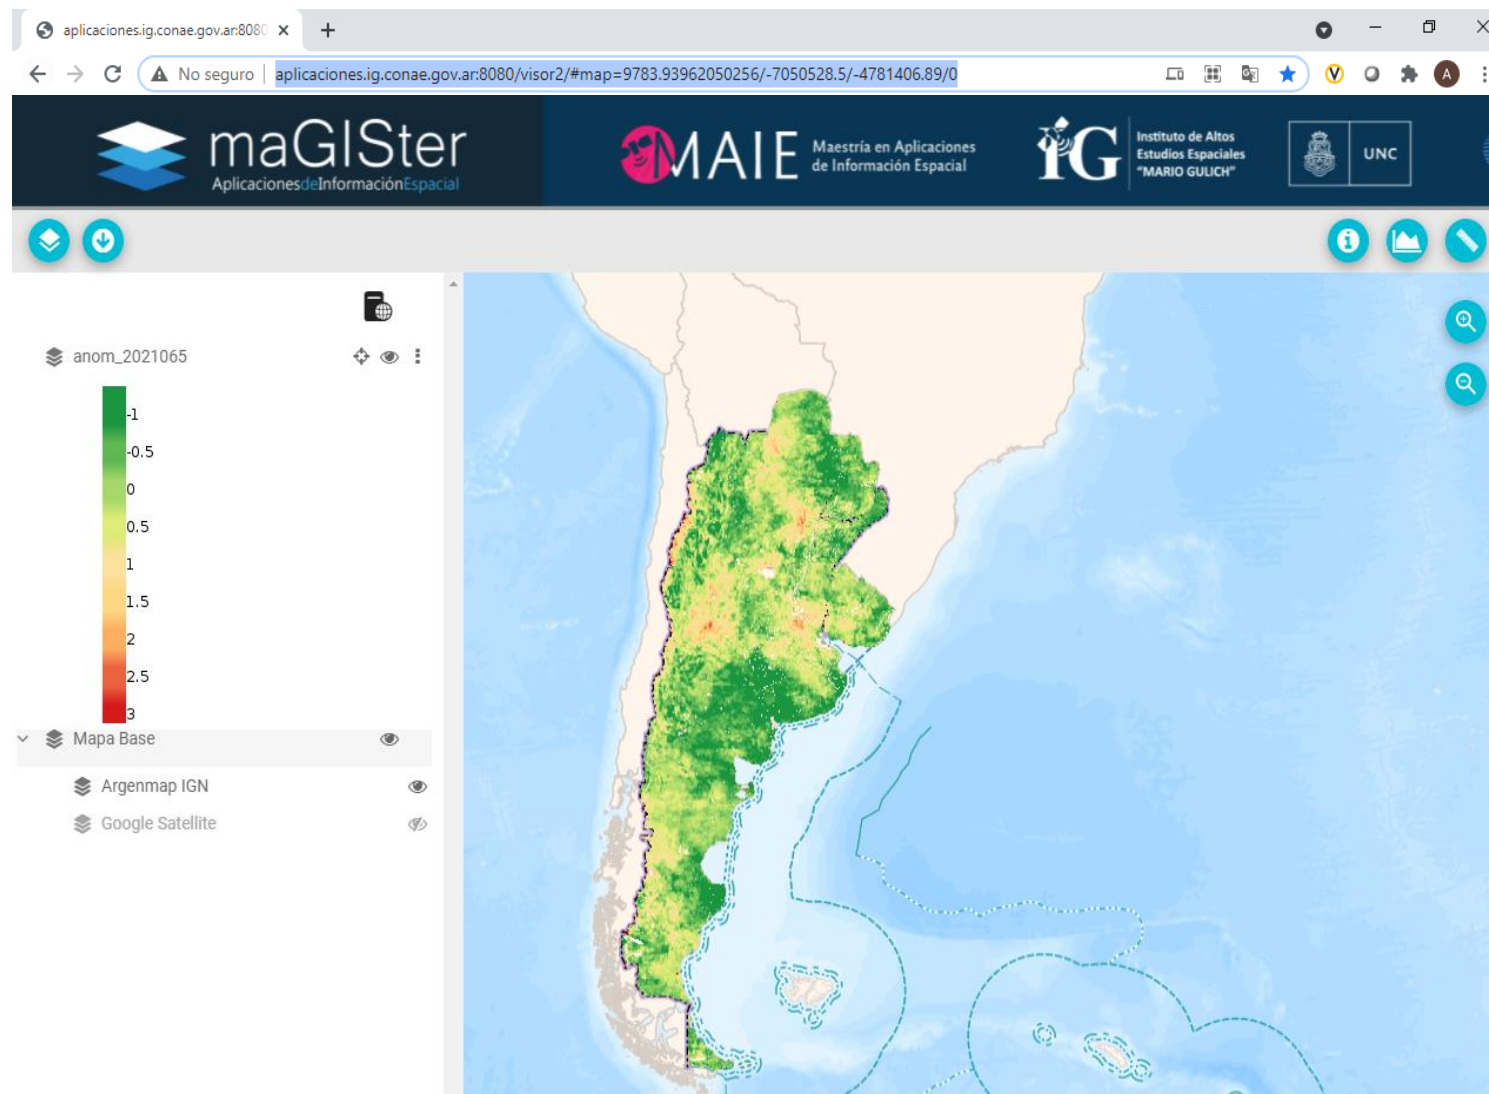 aplicaciones.ig.conae.gov.ar:8080
No seguro
aplicaciones.ig.conae.gov.ar:8080/visor2/#map=9783.93962050256/-7050528.5/-4781406.89/0
A
maGISter
AplicacionesdeInformaciónEspacial
MAIE
Maestría en Aplicaciones
de Información Espacial
iG
Instituto de Altos
Estudios Espaciales
"MARIO GULICH"
UNC
anom_2021065
-1
-0.5
0
0.5
1
1.5
2
2.5
3
Mapa Base
Argenmap IGN
Google Satellite